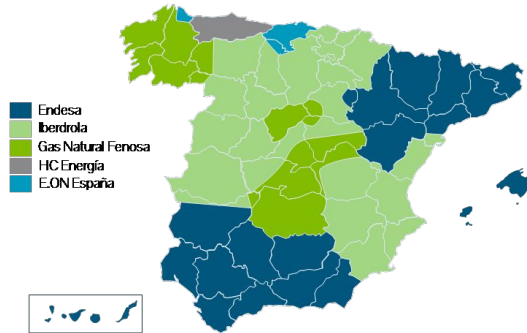 Endesa
Iberdrola
Gas Natural Fenosa
HC Energía
E.ON España